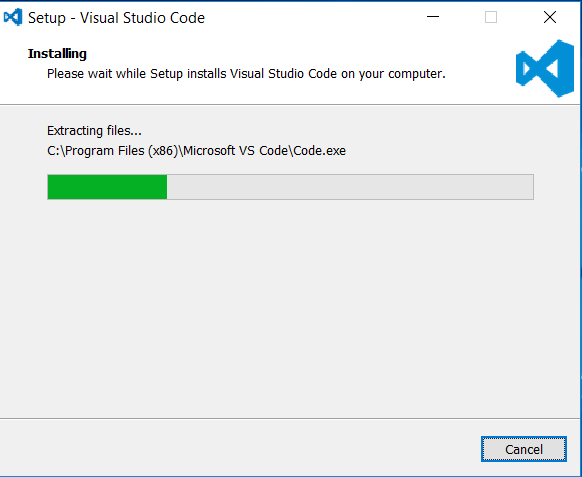 Setup - Visual Studio Code
Installing
Please wait while Setup installs Visual Studio Code on your computer.
Extracting files...
C:\Program Files (x86)\Microsoft VS Code\Code.exe
Cancel